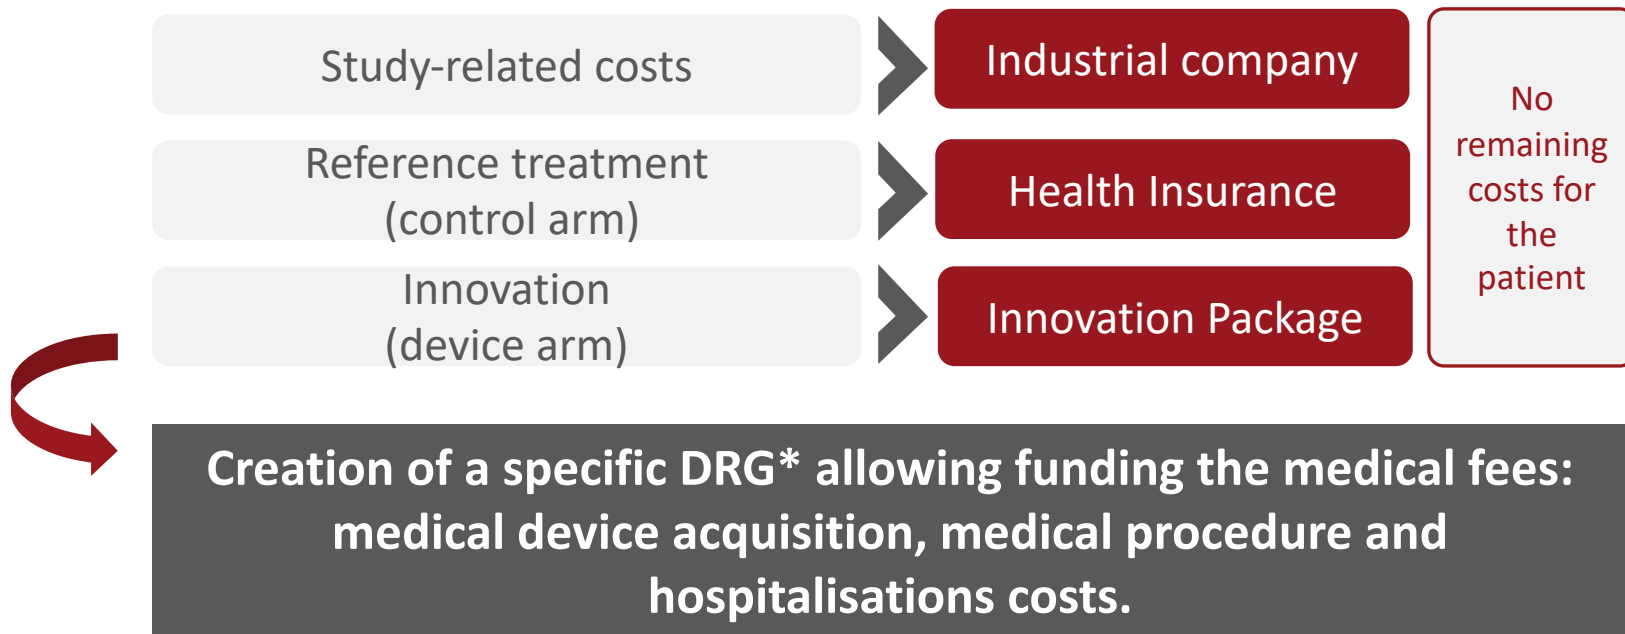 Study-related costs
Industrial company
Reference treatment
(control arm)
Health Insurance
Innovation
(device arm)
Innovation Package
No
remaining
costs for
the
patient
Creation of a specific DRG* allowing funding the medical fees:
medical device acquisition, medical procedure and
hospitalisations costs.